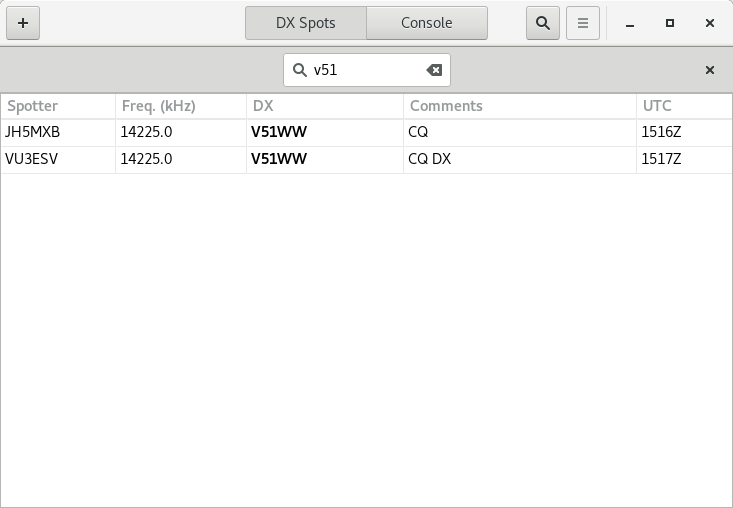 DX Spots Console
v51
Spotter Freq. (kHz) DX Comments UTC
JH5MXB 14225.0 V51WW CQ 1516Z
VU3ESV 14225.0 V51WW CQ DX 1517Z